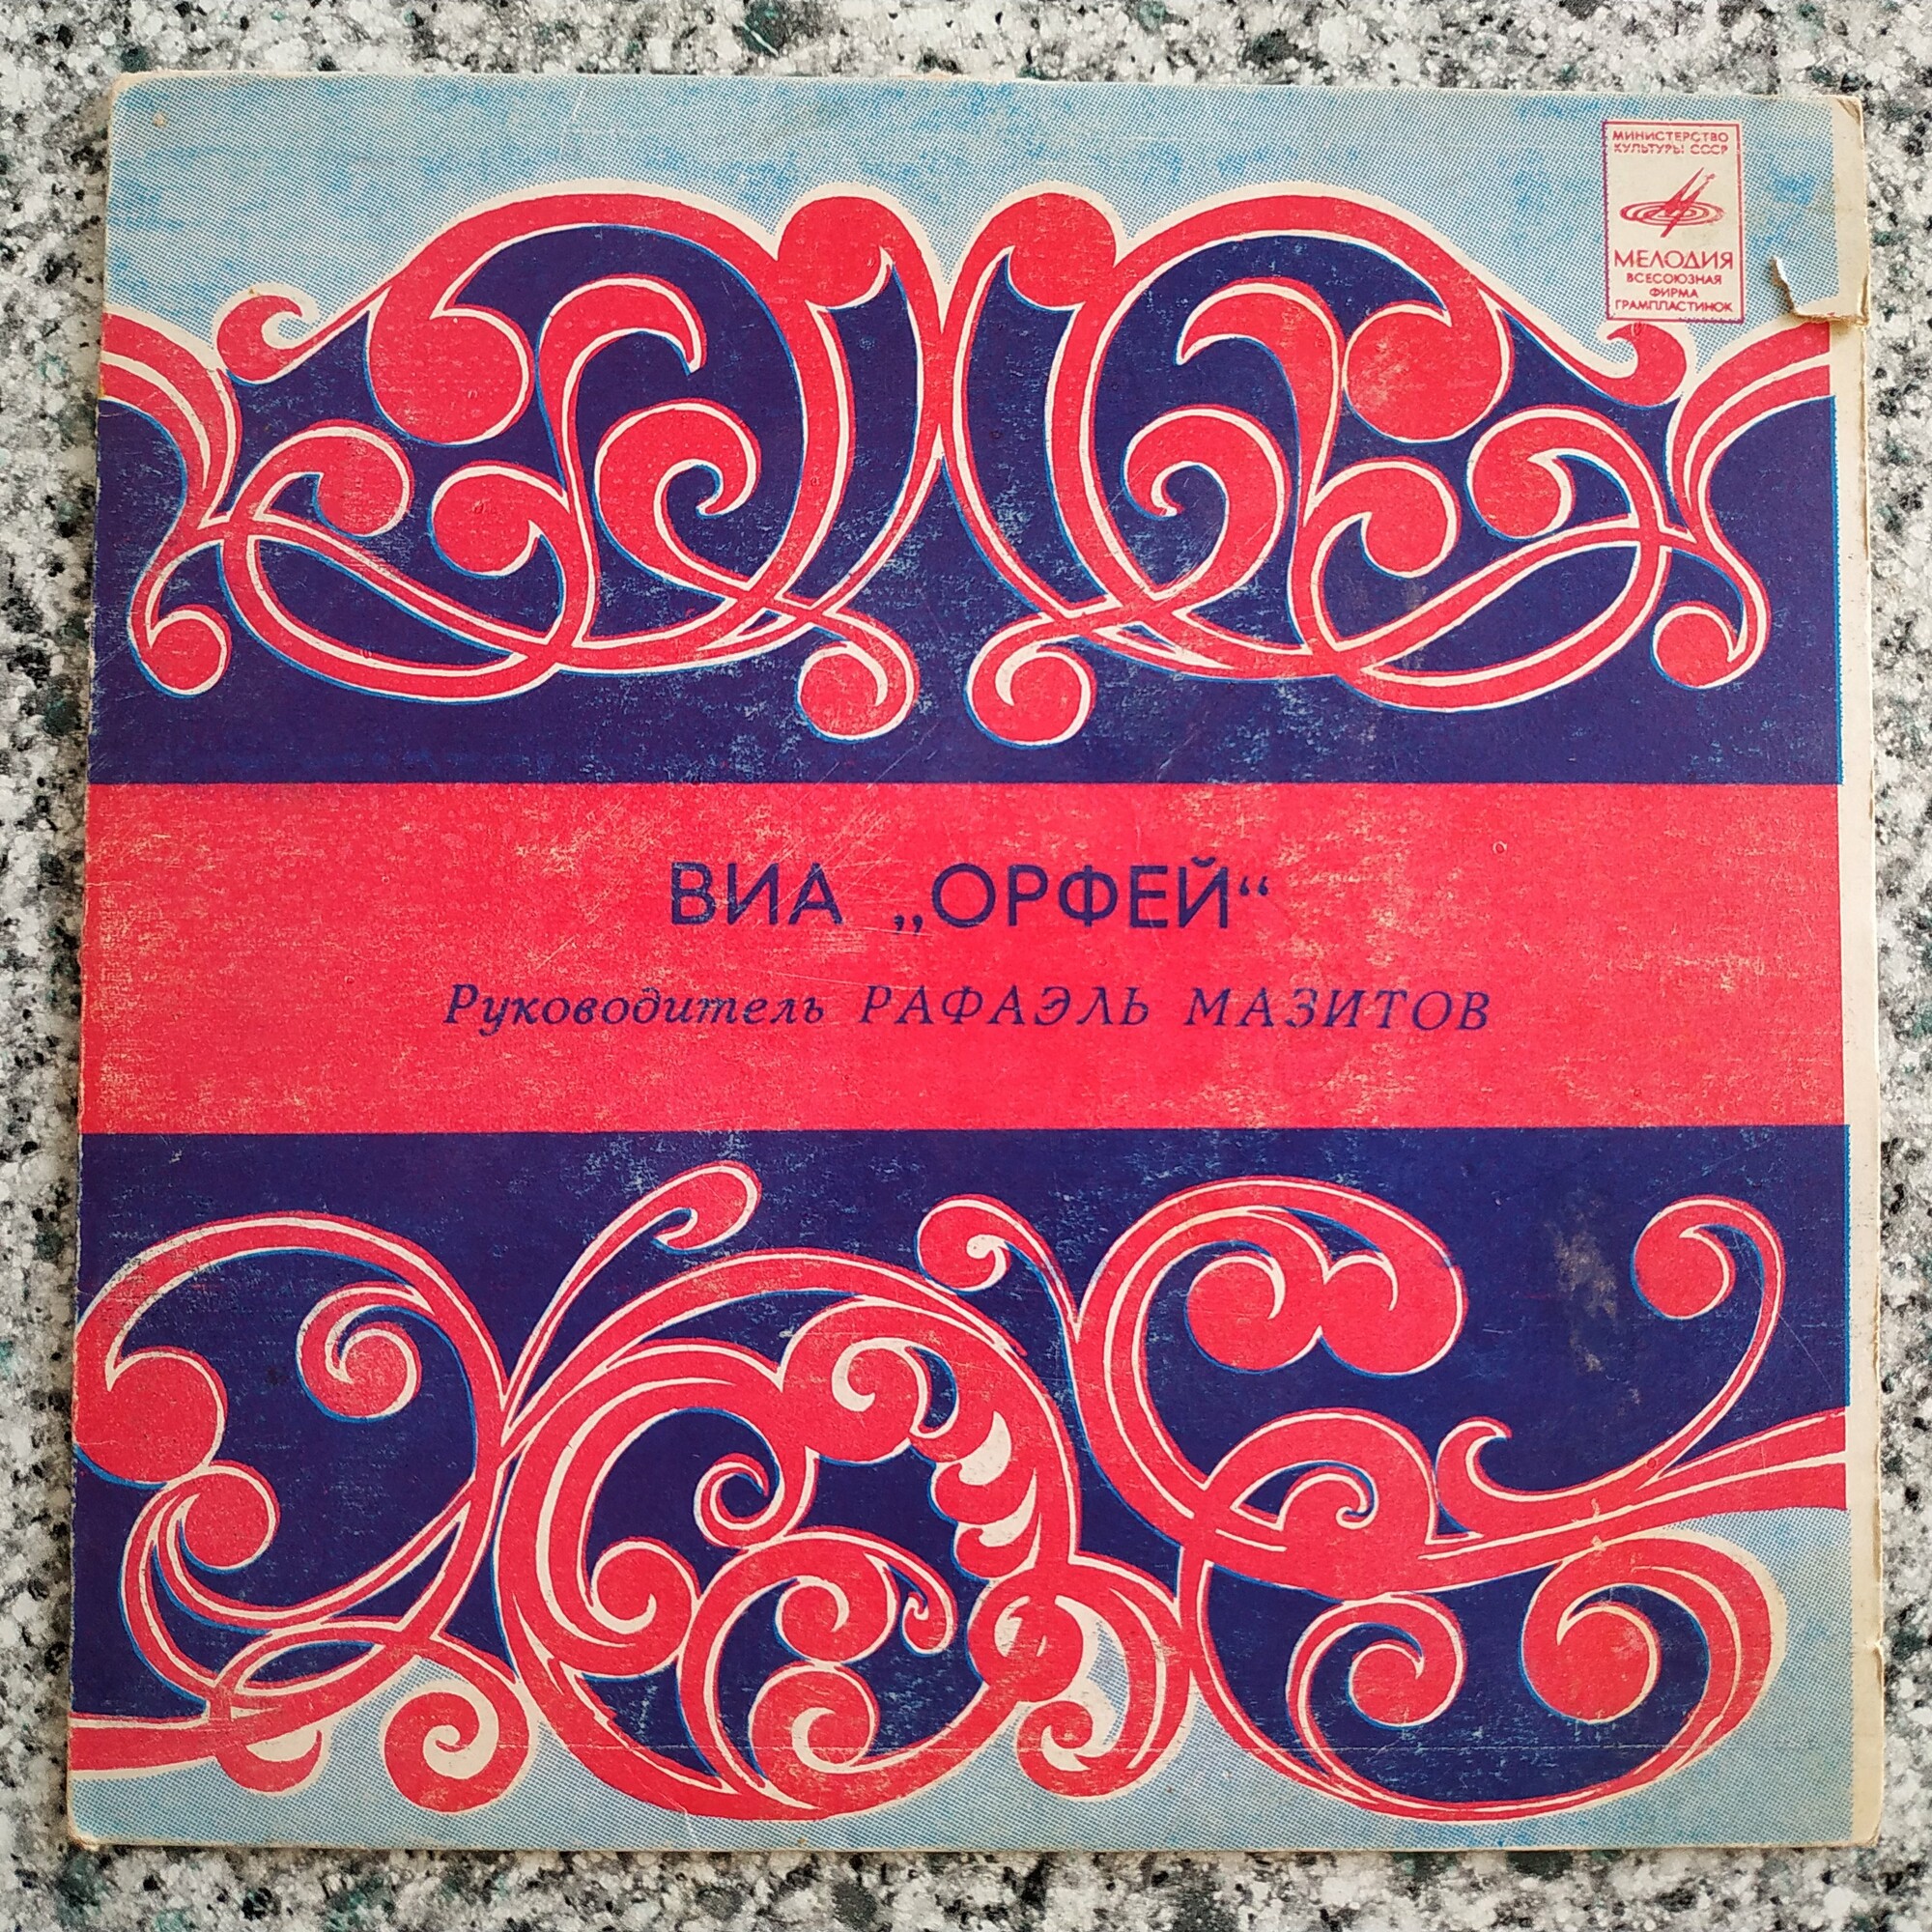 МИНИСТЕРСТВО
КУЛЬТУРЫ СССР
МЕЛОДИЯ
ВСЕСОЮЗНАЯ
ФИРМА
ГРАМПЛАСТИНОК
ВИА „ОРФЕЙ“
Руководитель РАФАЭЛЬ МАЗИТОВ